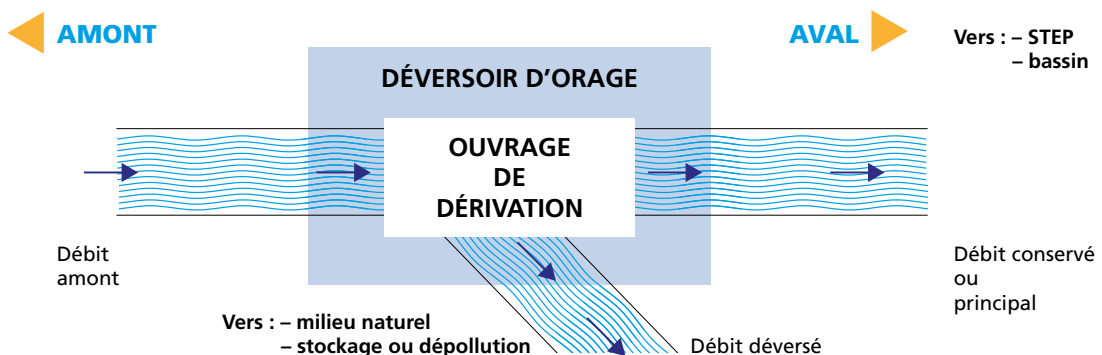 AMONT
AVAL
Vers : – STEP
– bassin
DÉVERSOIR D'ORAGE
OUVRAGE
DE
DÉRIVATION
Débit
amont
Débit conservé
ou
principal
Vers : – milieu naturel
– stockage ou dépollution
Débit déversé